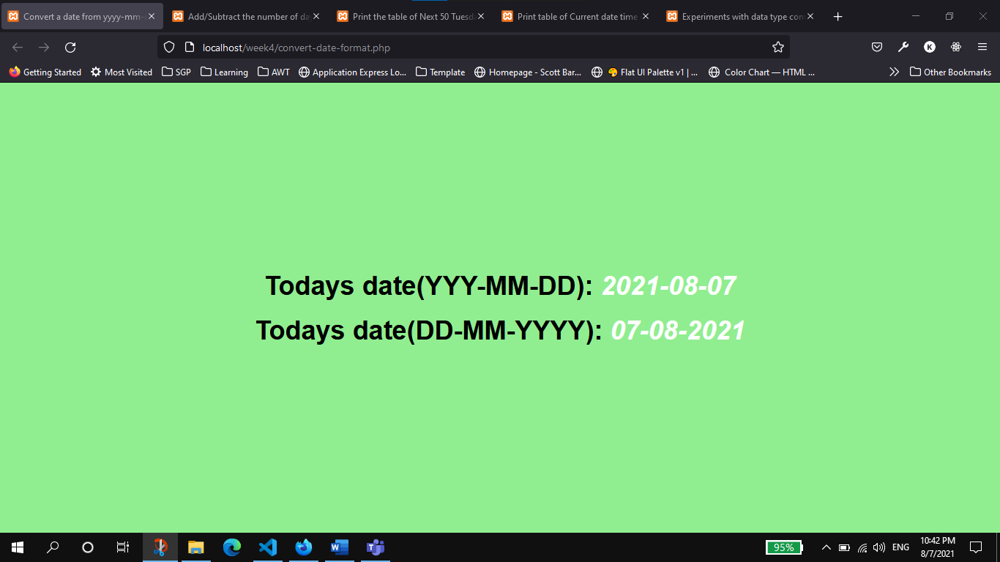 Convert a date from yyyy-mm-
Add/Subtract the number of da
Print the table of Next 50 Tuesd
Print table of Current date time
Experiments with data type con
localhost/week4/convert-date-format.php
K
Getting Started
Most Visited
SGP
Learning
AWT
Application Express Lo...
Template
Homepage - Scott Bar...
Flat UI Palette v1 | ...
Color Chart — HTML ...
Other Bookmarks
Todays date(YYY-MM-DD): 2021-08-07
Todays date(DD-MM-YYYY): 07-08-2021
95%
ENG
10:42 PM
8/7/2021